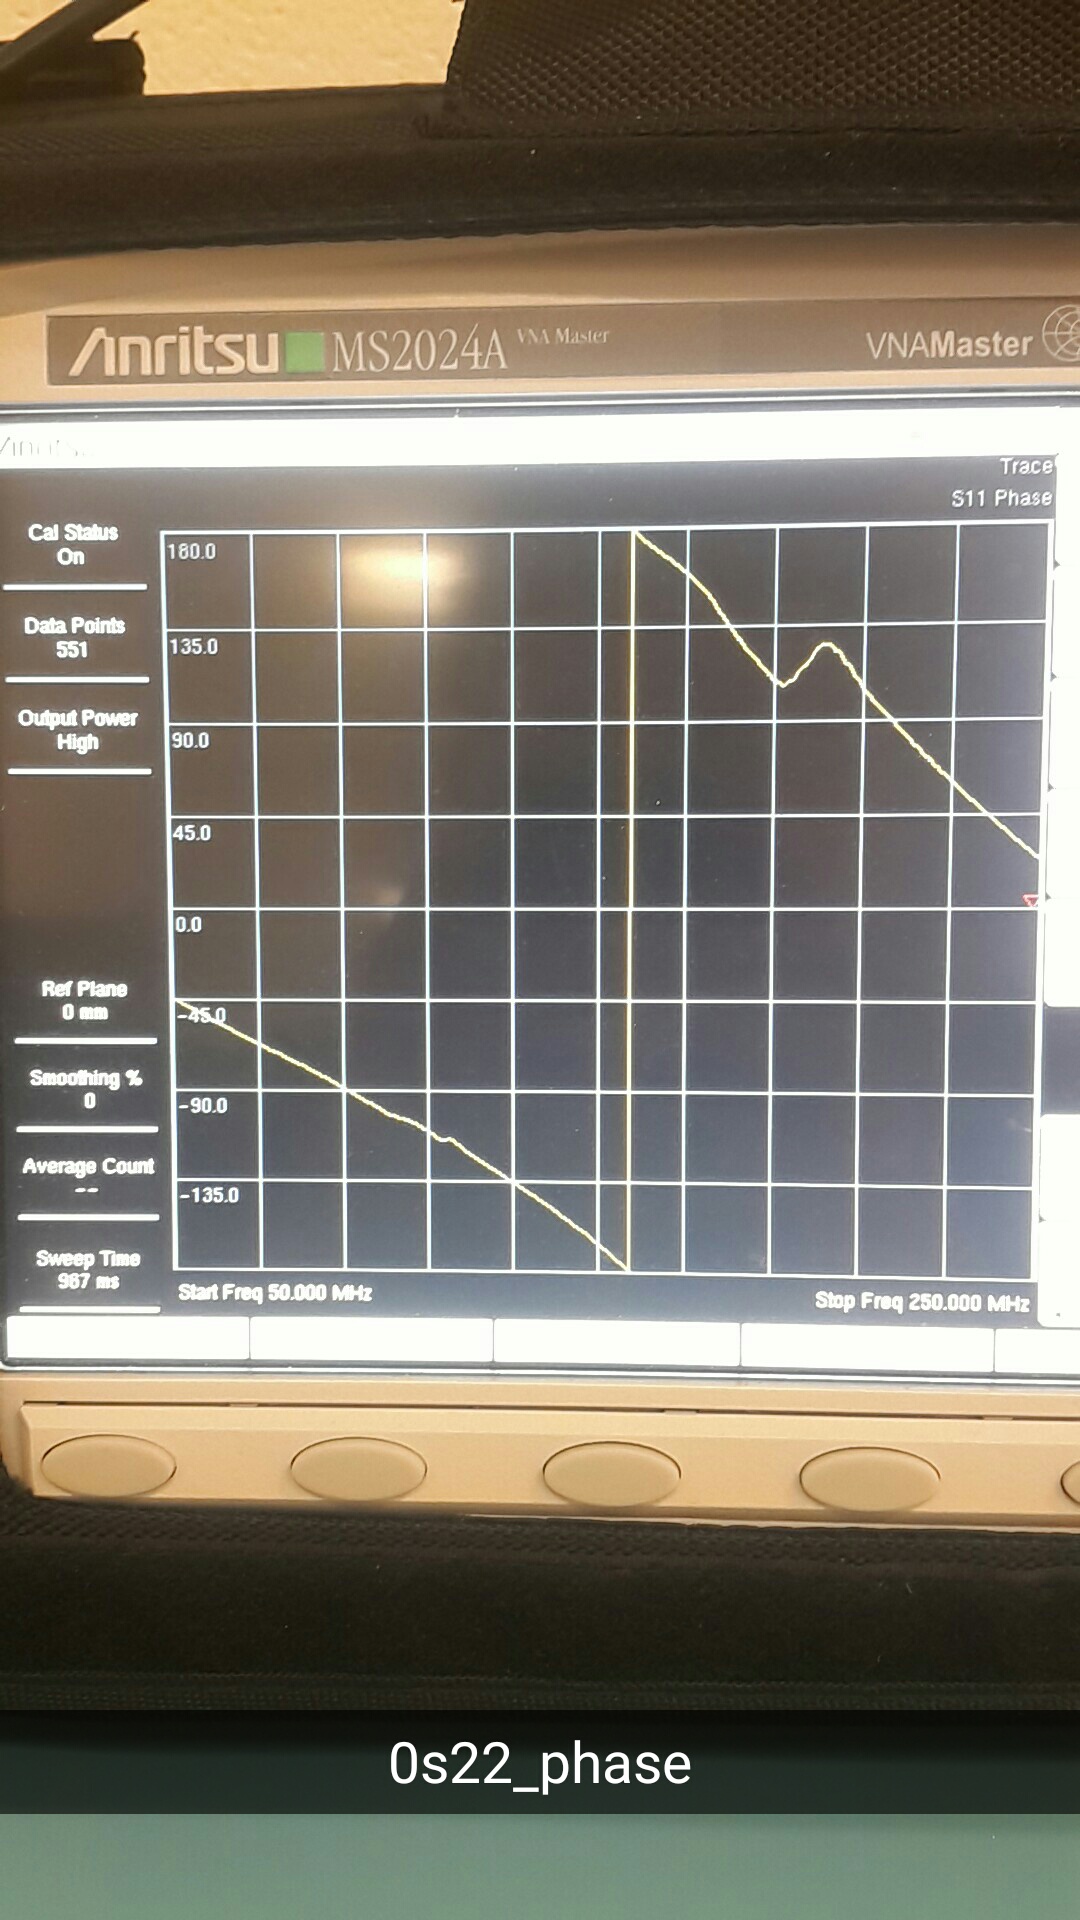 Anritsu MS2024A VNA Master
VNAMaster
Trace
S11 Phase
Cal Status
On
Data Points
551
Output Power
High
Ref Plane
0 mm
Smoothing %
0
Average Count
--
Sweep Time
967 ms
180.0
135.0
90.0
45.0
0.0
-45.0
-90.0
-135.0
Start Freq 50.000 MHz
Stop Freq 250.000 MHz
0s22_phase